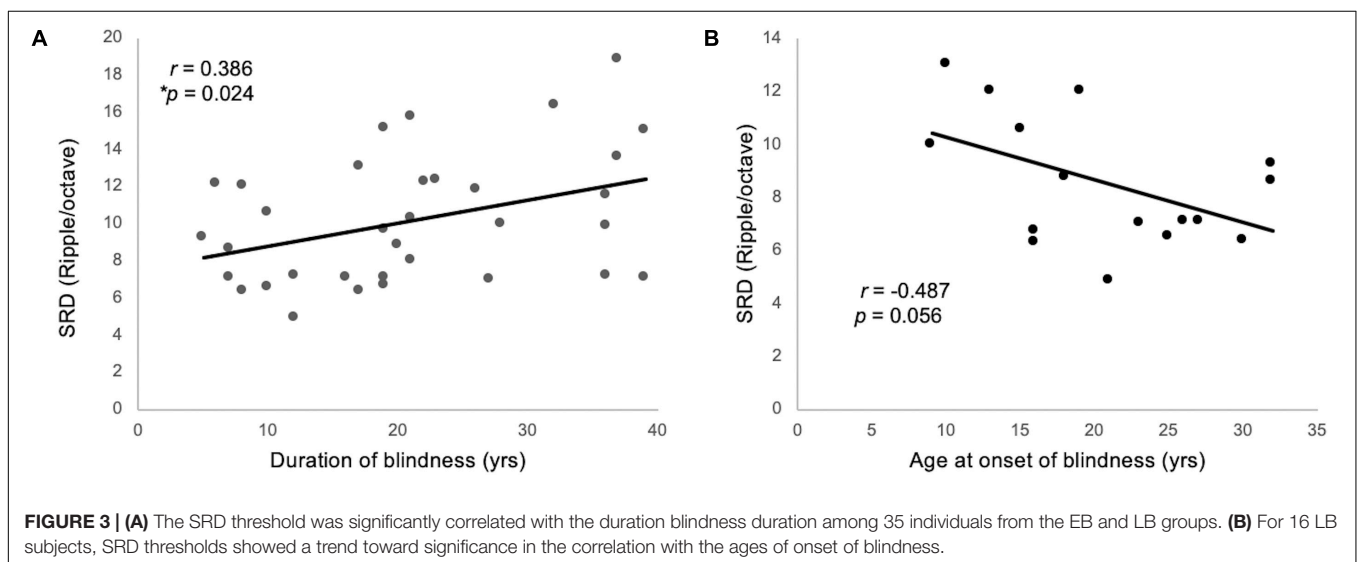 A
20
18
16
14
12
10
8
6
4
2
0
r = 0.386
*p = 0.024
SRD (Ripple/octave)
0 10 20 30 40
Duration of blindness (yrs)
B
14
12
10
8
6
4
2
0
r = -0.487
p = 0.056
SRD (Ripple/octave)
0 5 10 15 20 25 30 35
Age at onset of blindness (yrs)
FIGURE 3 | (A) The SRD threshold was significantly correlated with the duration blindness duration among 35 individuals from the EB and LB groups. (B) For 16 LB
subjects, SRD thresholds showed a trend toward significance in the correlation with the ages of onset of blindness.